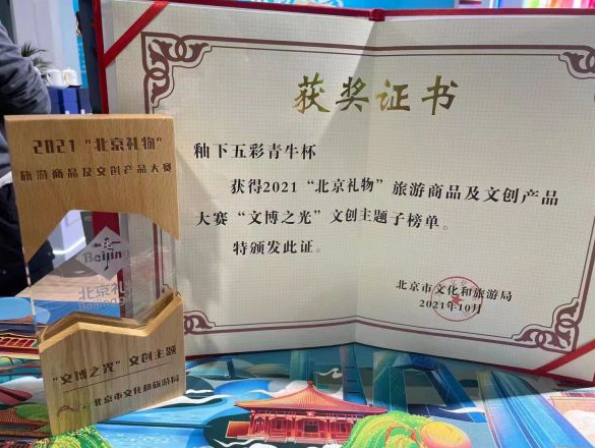 获奖证书
釉下五彩青牛杯
获得2021“北京礼物”旅游商品及文创产品
大赛“文博之光”文创主题子榜单。
特颁发此证。
北京市文化和旅游局
2021年10月
2021“北京礼物”
旅游商品及文创产品大赛
Beijing
北京礼
“文博之光”文创主题
北京市文化和旅游局